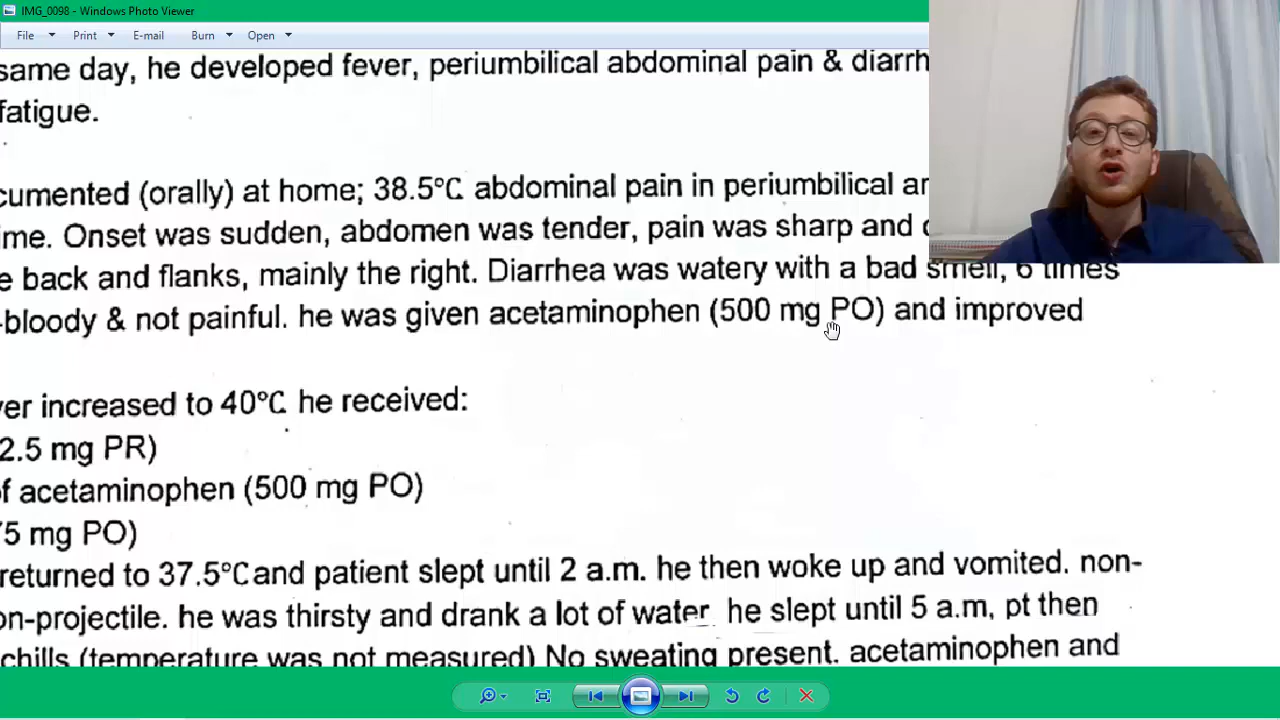 IMG_0098 - Windows Photo Viewer
File Print E-mail Burn Open
same day, he developed fever, periumbilical abdominal pain & diarrh
fatigue.
cumented (orally) at home; 38.5°C abdominal pain in periumbilical ar
ime. Onset was sudden, abdomen was tender, pain was sharp and
e back and flanks, mainly the right. Diarrhea was watery with a bad smell, 6 times
-bloody & not painful. he was given acetaminophen (500 mg PO) and improved
ver increased to 40°C he received:
2.5 mg PR)
of acetaminophen (500 mg PO)
75 mg PO)
returned to 37.5°C and patient slept until 2 a.m. he then woke up and vomited. non-
on-projectile. he was thirsty and drank a lot of water he slept until 5 a.m, pt then
chills (temperature was not measured) No sweating present. acetaminophen and